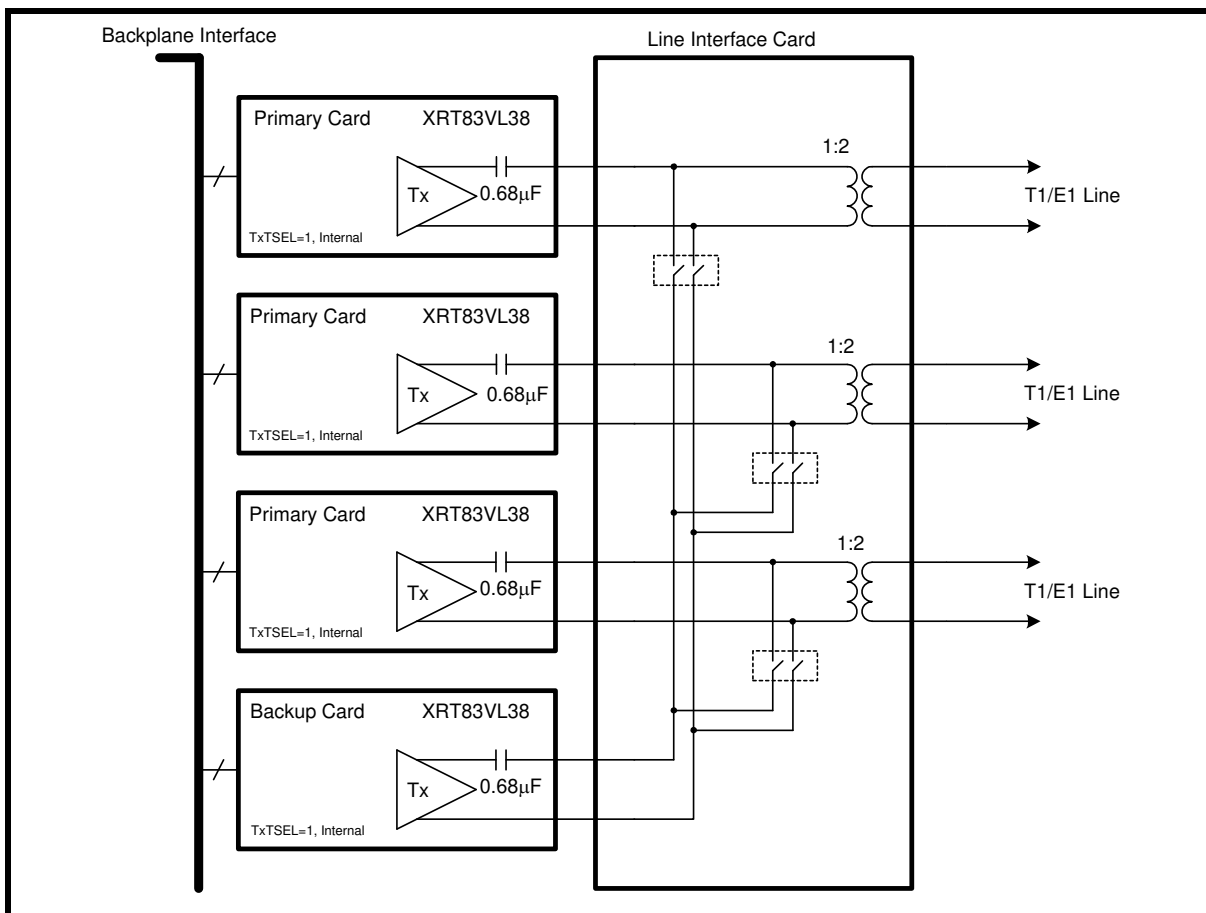 Backplane Interface
Line Interface Card
Primary Card XRT83VL38
Tx
0.68μF
TxTSEL=1, Internal
1:2
T1/E1 Line
Primary Card XRT83VL38
Tx
0.68μF
TxTSEL=1, Internal
1:2
T1/E1 Line
Primary Card XRT83VL38
Tx
0.68μF
TxTSEL=1, Internal
1:2
T1/E1 Line
Backup Card XRT83VL38
Tx
0.68μF
TxTSEL=1, Internal